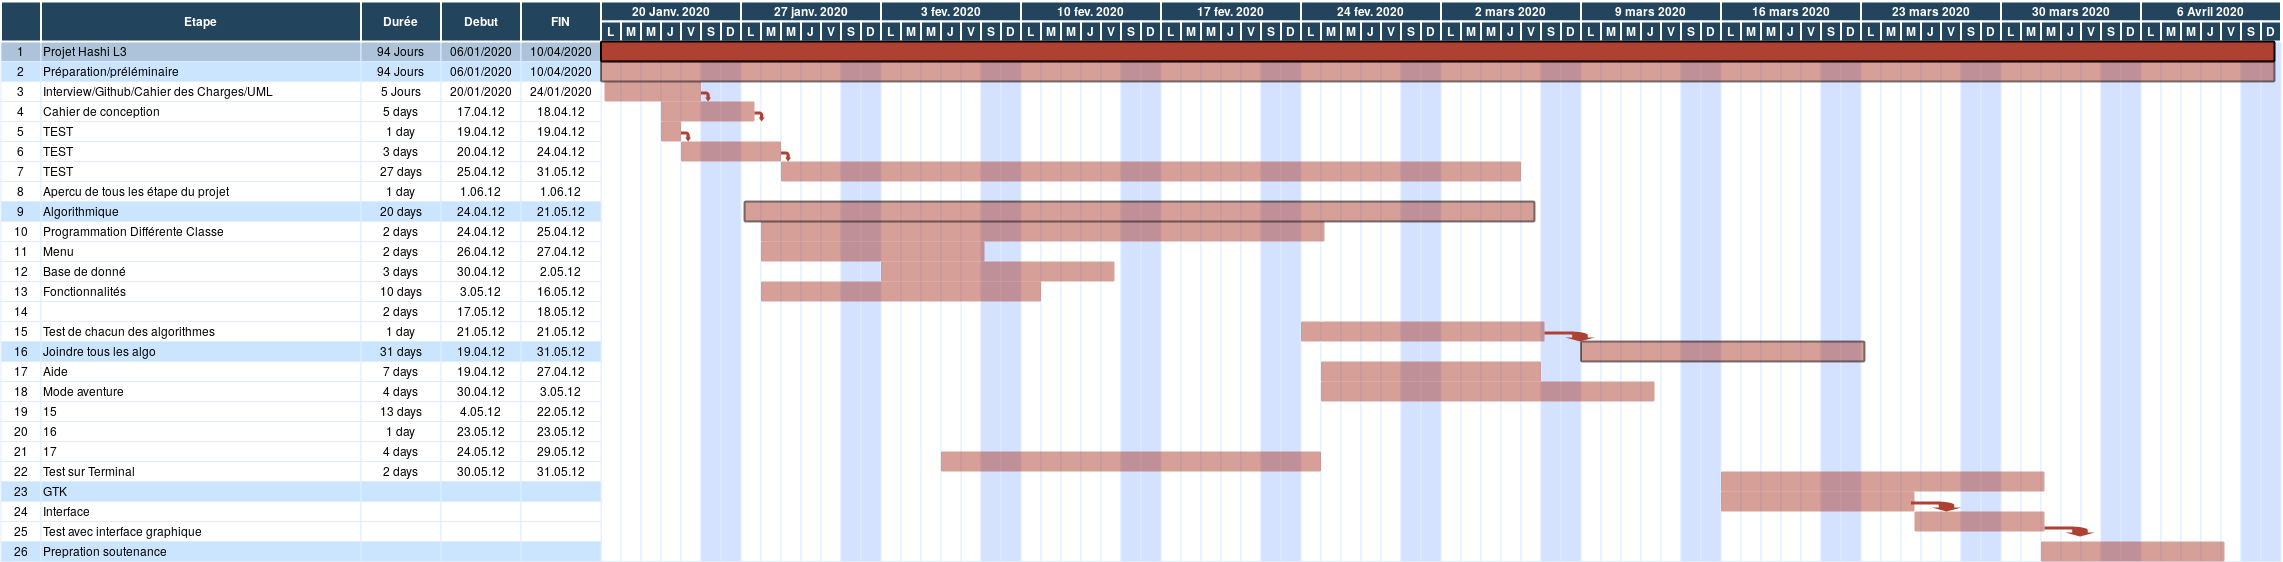 Etape Durée Debut FIN 20 Janv. 2020 27 janv. 2020 3 fev. 2020 10 fev. 2020 17 fev. 2020 24 fev. 2020 2 mars 2020 9 mars 2020 16 mars 2020 23 mars 2020 30 mars 2020 6 Avril 2020
L M M J V S D L M M J V S D L M M J V S D L M M J V S D L M M J V S D L M M J V S D L M M J V S D L M M J V S D L M M J V S D L M M J V S D L M M J V S D L M M J V S D
1 Projet Hashi L3 94 Jours 06/01/2020 10/04/2020
2 Préparation/préléminaire 94 Jours 06/01/2020 10/04/2020
3 Interview/Github/Cahier des Charges/UML 5 Jours 20/01/2020 24/01/2020
4 Cahier de conception 5 days 17.04.12 18.04.12
5 TEST 1 day 19.04.12 19.04.12
6 TEST 3 days 20.04.12 24.04.12
7 TEST 27 days 25.04.12 31.05.12
8 Apercu de tous les étape du projet 1 day 1.06.12 1.06.12
9 Algorithmique 20 days 24.04.12 21.05.12
10 Programmation Différente Classe 2 days 24.04.12 25.04.12
11 Menu 2 days 26.04.12 27.04.12
12 Base de donné 3 days 30.04.12 2.05.12
13 Fonctionnalités 10 days 3.05.12 16.05.12
14 2 days 17.05.12 18.05.12
15 Test de chacun des algorithmes 1 day 21.05.12 21.05.12
16 Joindre tous les algo 31 days 19.04.12 31.05.12
17 Aide 7 days 19.04.12 27.04.12
18 Mode aventure 4 days 30.04.12 3.05.12
19 15 13 days 4.05.12 22.05.12
20 16 1 day 23.05.12 23.05.12
21 17 4 days 24.05.12 29.05.12
22 Test sur Terminal 2 days 30.05.12 31.05.12
23 GTK
24 Interface
25 Test avec interface graphique
26 Prepration soutenance